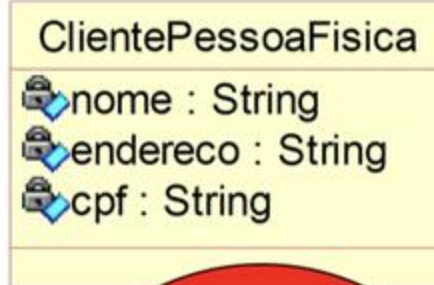 ClientePessoaFisica
nome : String
endereco : String
cpf : String